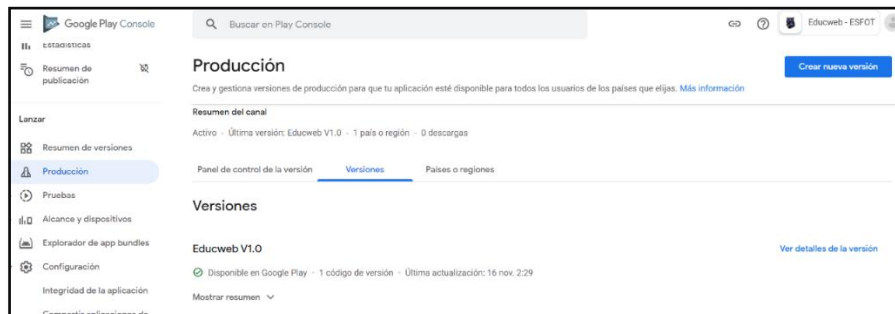 Google Play Console
Buscar en Play Console
Educweb - ESFOT
Estadísticas
Resumen de
publicación
Lanzar
Resumen de versiones
Producción
Pruebas
Alcance y dispositivos
Explorador de app bundles
Configuración
Integridad de la aplicación
Compartir aplicaciones de
Producción
Crear nueva versión
Crea y gestiona versiones de producción para que tu aplicación esté disponible para todos los usuarios de los países que elijas. Más información
Resumen del canal
Activo · Última versión: Educweb V1.0 · 1 país o región · 0 descargas
Panel de control de la versión
Versiones
Países o regiones
Versiones
Educweb V1.0
Ver detalles de la versión
Disponible en Google Play · 1 código de versión · Última actualización: 16 nov. 2:29
Mostrar resumen